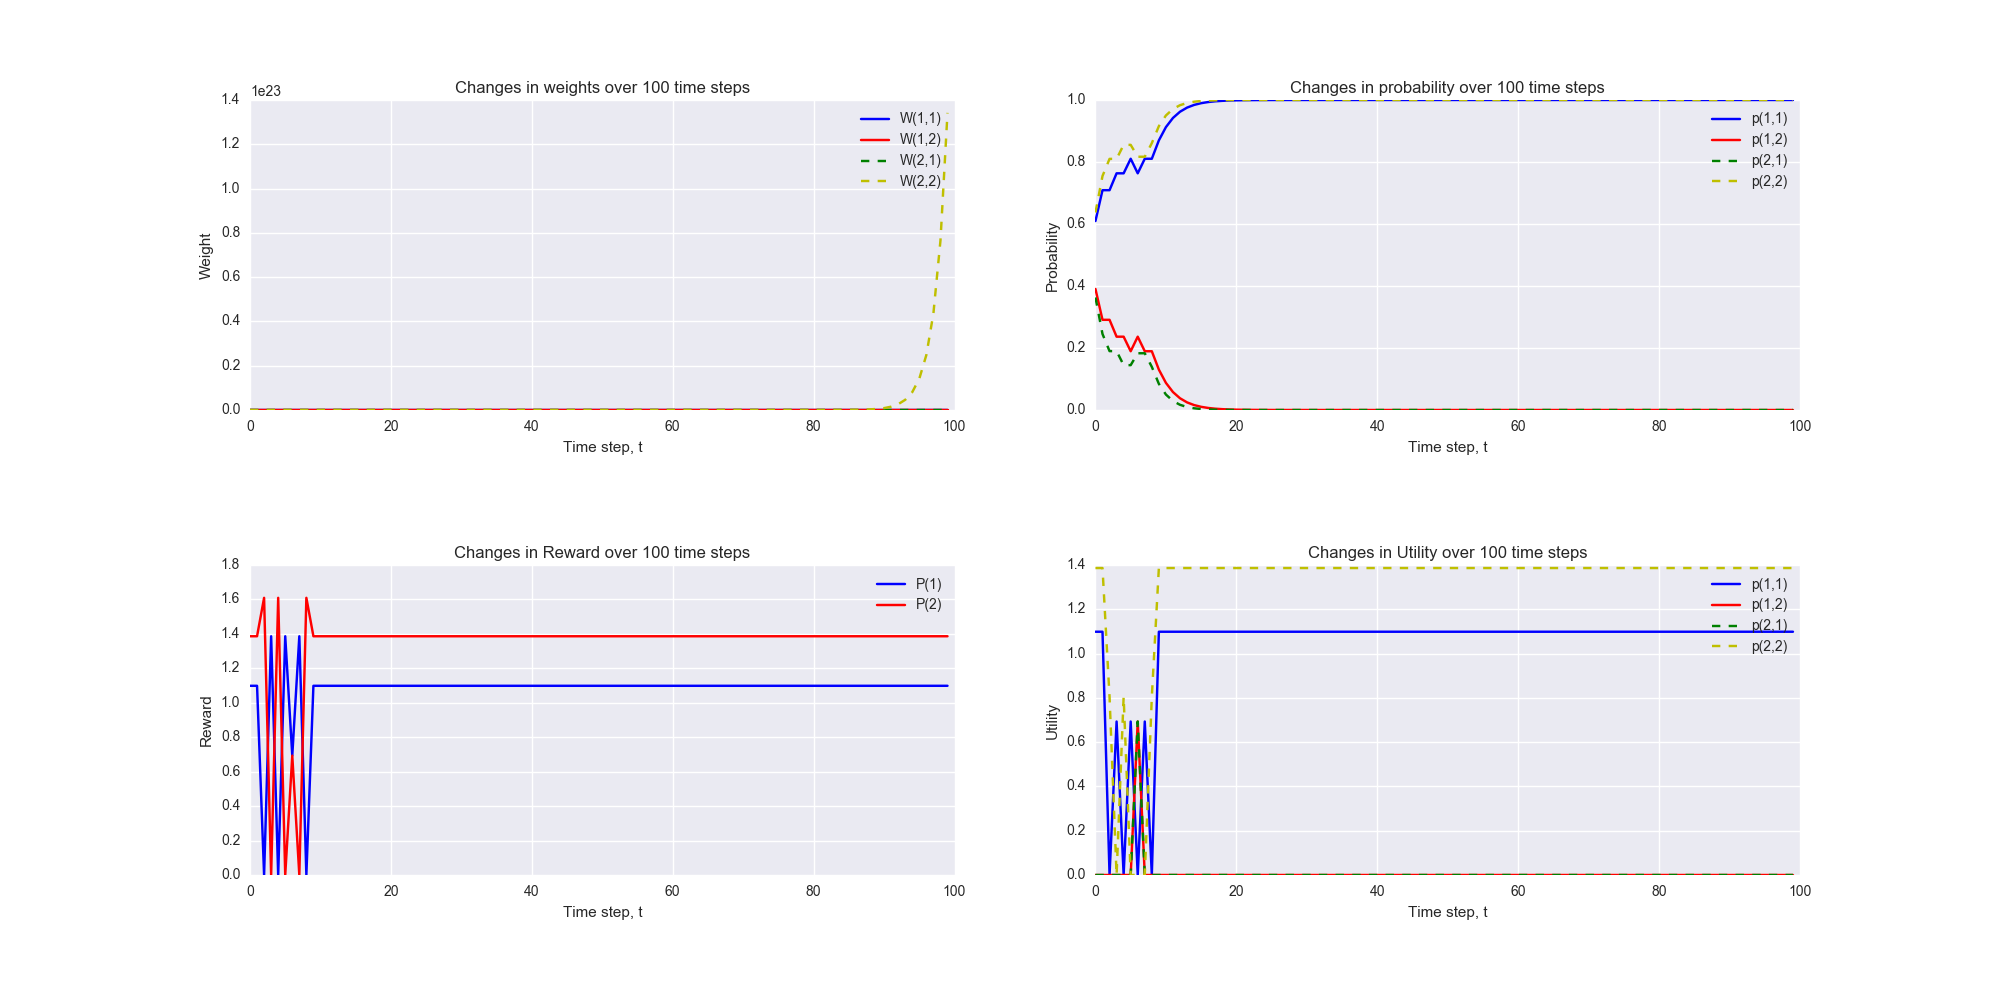 Changes in weights over 100 time steps
1e23
1.4
1.2
1.0
0.8
0.6
0.4
0.2
0.0
Weight
W(1,1)
W(1,2)
W(2,1)
W(2,2)
0 20 40 60 80 100
Time step, t
Changes in probability over 100 time steps
1.0
0.8
0.6
0.4
0.2
0.0
Probability
p(1,1)
p(1,2)
p(2,1)
p(2,2)
0 20 40 60 80 100
Time step, t
Changes in Reward over 100 time steps
1.8
1.6
1.4
1.2
1.0
0.8
0.6
0.4
0.2
0.0
Reward
P(1)
P(2)
0 20 40 60 80 100
Time step, t
Changes in Utility over 100 time steps
1.4
1.2
1.0
0.8
0.6
0.4
0.2
0.0
Utility
p(1,1)
p(1,2)
p(2,1)
p(2,2)
0 20 40 60 80 100
Time step, t